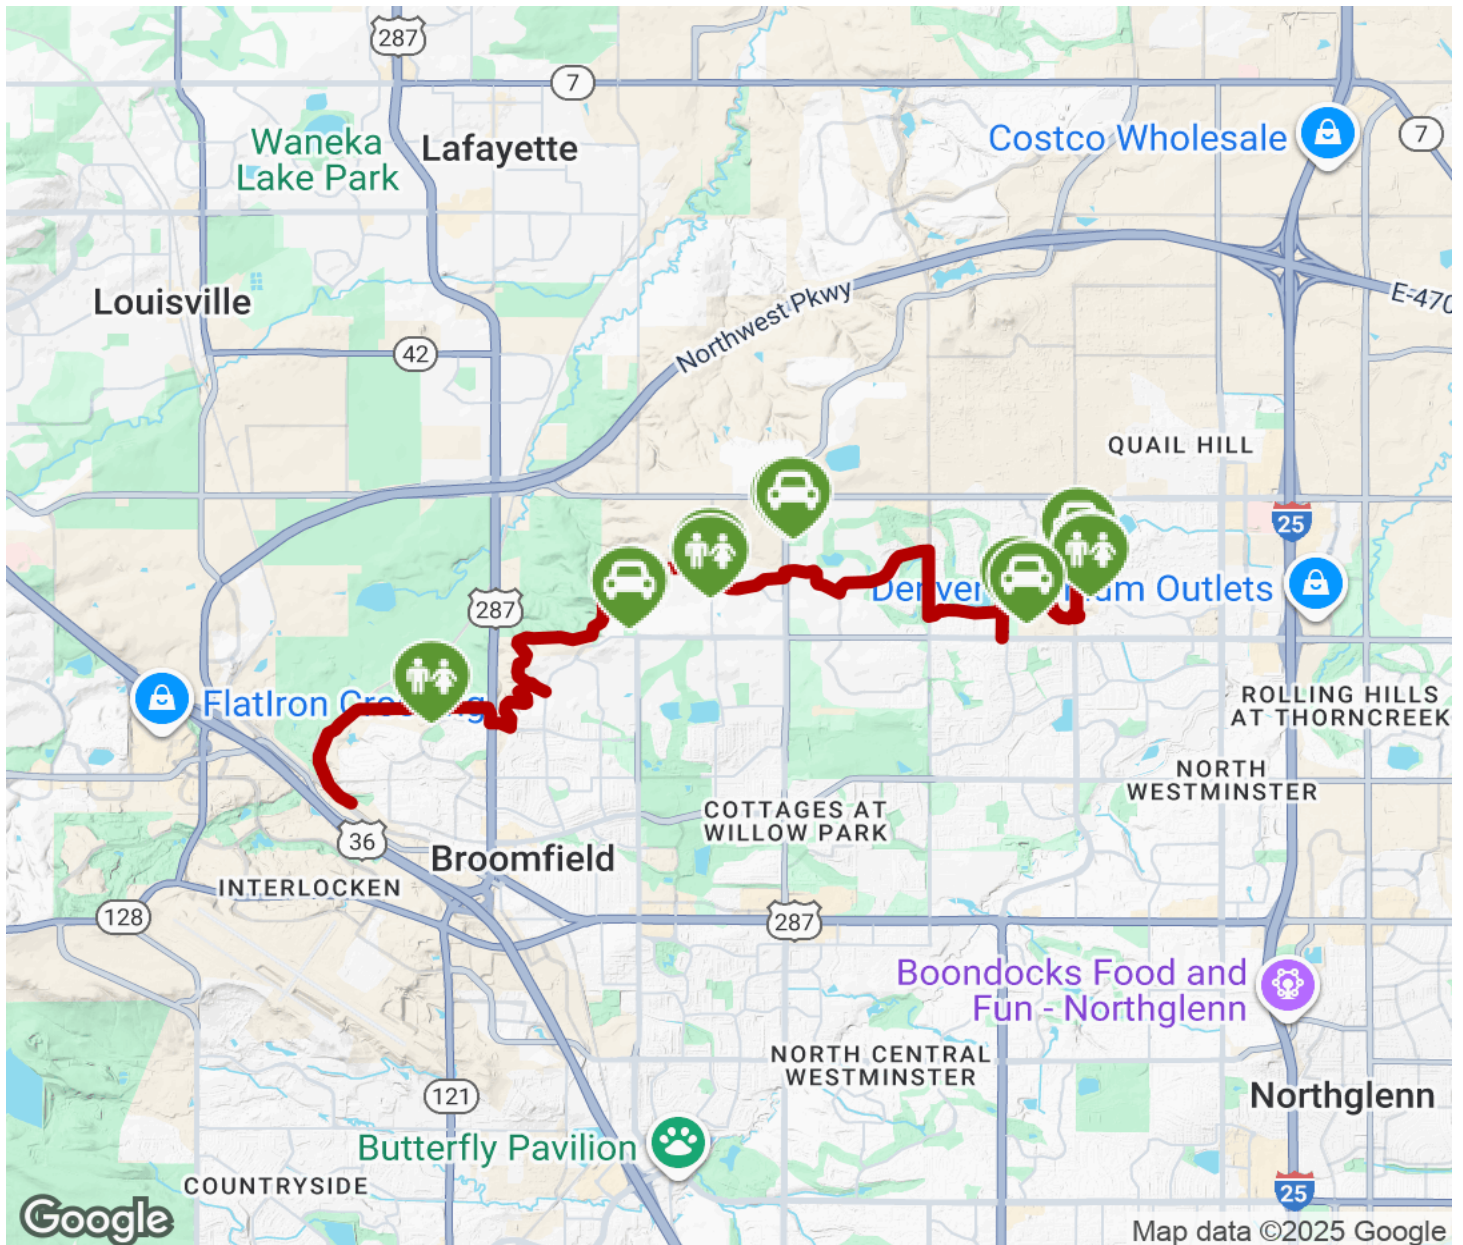 287
7
Waneka
Lake Park
Lafayette
Costco Wholesale
7
Louisville
Northwest Pkwy
E-470
42
QUAIL HILL
25
287
Outlets
FlatIron
ROLLING HILLS
AT THORNCREEK
NORTH
WESTMINSTER
COTTAGES AT
WILLOW PARK
36
Broomfield
INTERLOCKEN
128
287
Boondocks Food and
Fun - Northglenn
NORTH CENTRAL
WESTMINSTER
121
Northglenn
Butterfly Pavilion
COUNTRYSIDE
25
Google
Map data ©2025 Google